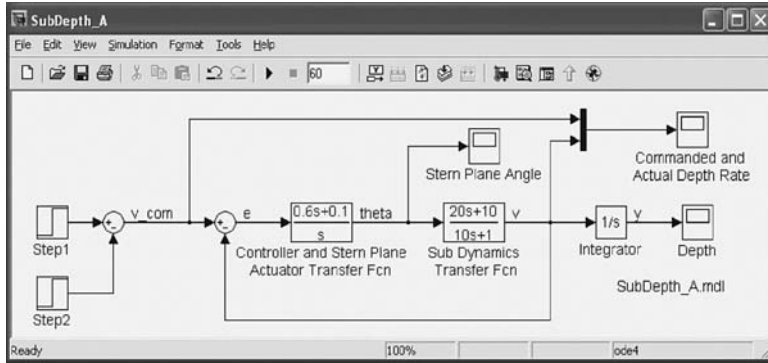 SubDepth_A
File Edit View Simulation Format Tools Help
60
Stern Plane Angle
Commanded and
Actual Depth Rate
v_com
e
0.6s+0.1
s
theta
20s+10
10s+1
v
1/s
y
Step1
Controller and Stern Plane
Actuator Transfer Fcn
Sub Dynamics
Transfer Fcn
Integrator
Depth
SubDepth_A.mdl
Step2
Ready
100%
ode4